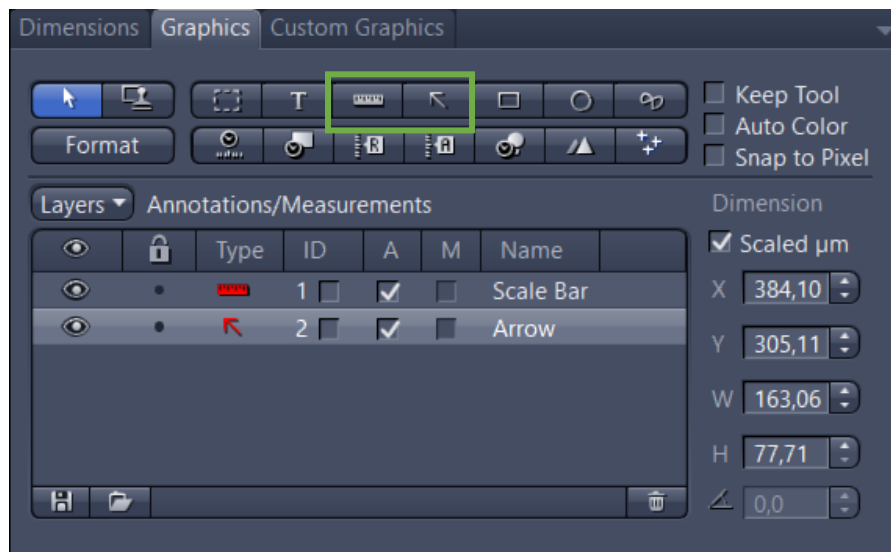 Dimensions Graphics Custom Graphics
T
Keep Tool
Auto Color
Format R A
Snap to Pixel
Layers Annotations/Measurements Dimension
Type ID A M Name Scaled µm
1 Scale Bar X 384,10
2 Arrow
Y 305,11
W 163,06
H 77,71
0,0